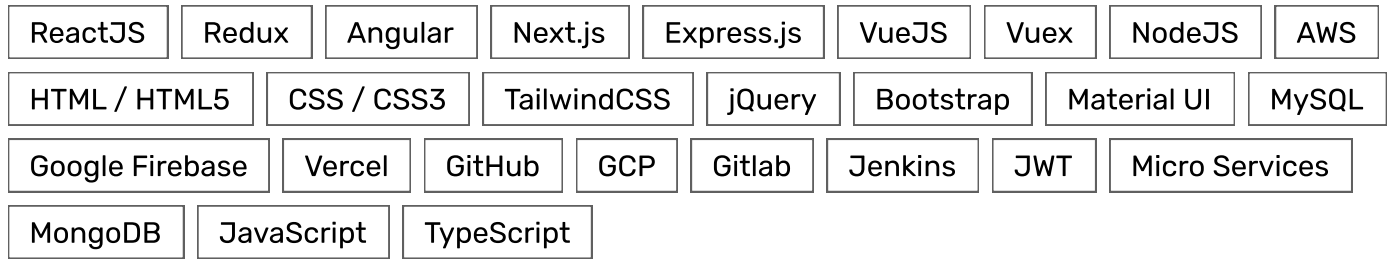 ReactJS Redux Angular Next.js Express.js VueJS Vuex NodeJS AWS
HTML / HTML5 CSS / CSS3 TailwindCSS jQuery Bootstrap Material UI MySQL
Google Firebase Vercel GitHub GCP Gitlab Jenkins JWT Micro Services
MongoDB JavaScript TypeScript